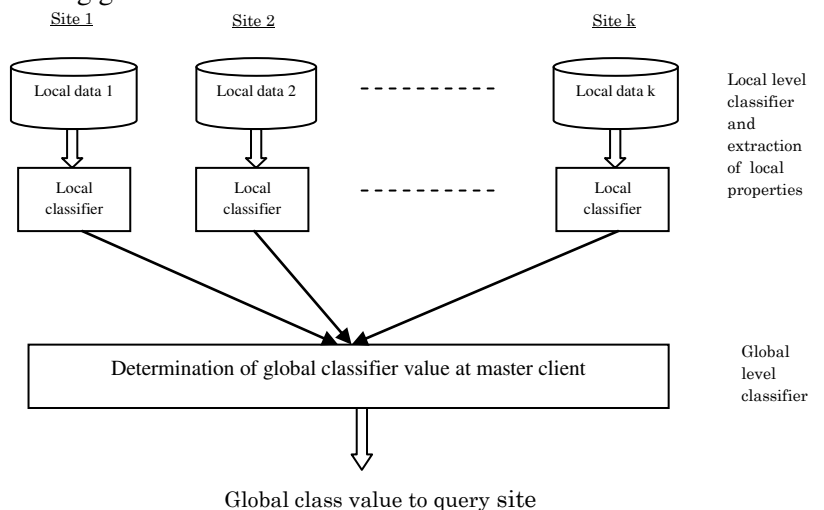 Site 1 Site 2 Site k
Local data 1 Local data 2 Local data k
Local level
classifier
and
extraction
of local
properties
Local
classifier
Local
classifier
Local
classifier
Determination of global classifier value at master client
Global
level
classifier
Global class value to query site